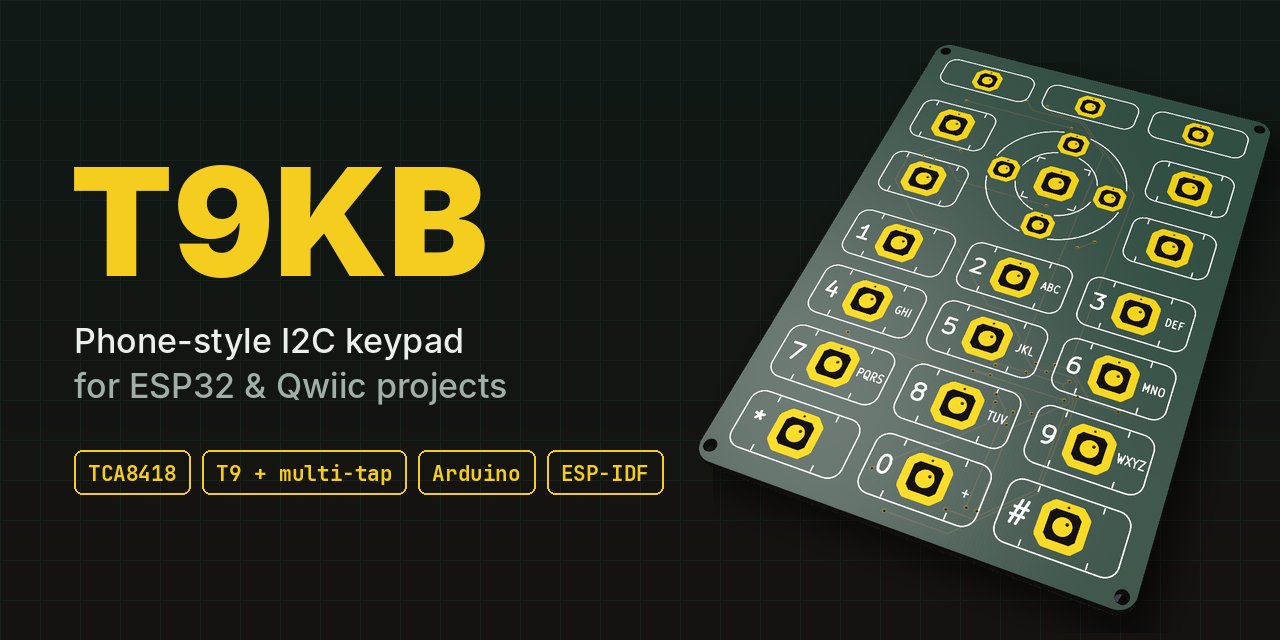 T9KB
Phone-style I2C keypad
for ESP32 & Qwiic projects
TCA8418
T9 + multi-tap
Arduino
ESP-IDF
1
2 ABC
3 DEF
4 GHI
5 JKL
6 MNO
7 PQRS
8 TUV
9 WXYZ
*
0 +
#